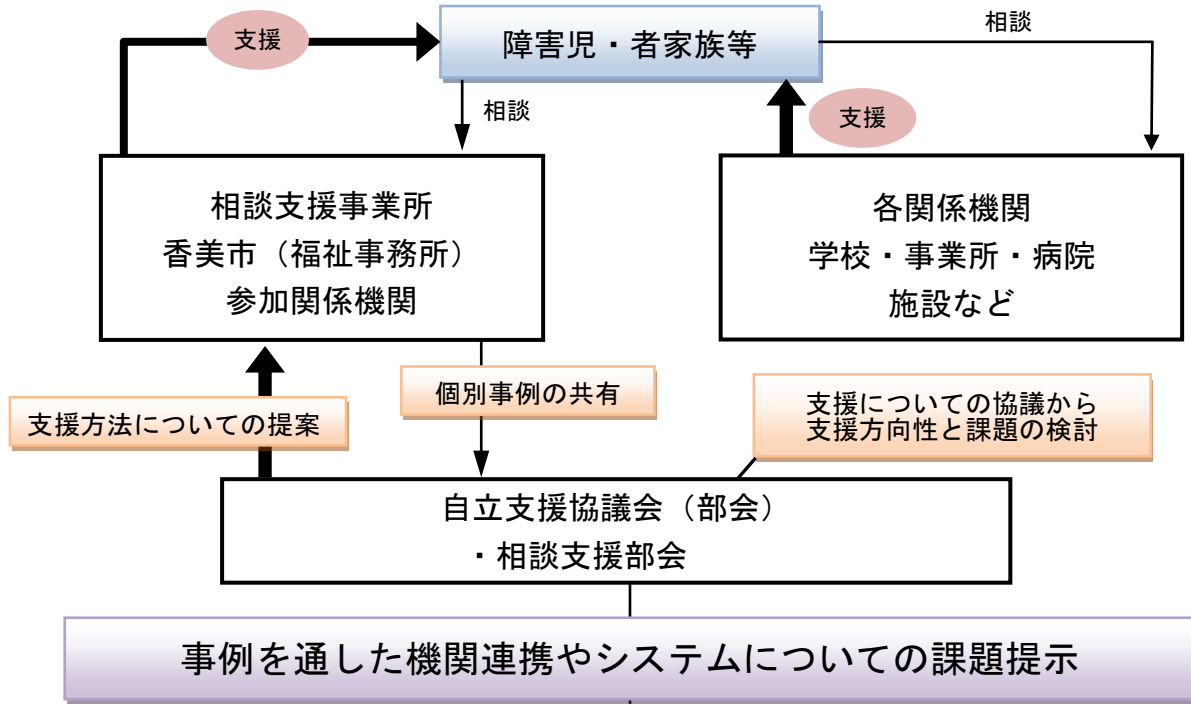 支援
障害児・者家族等
相談
相談
支援
相談支援事業所
香美市（福祉事務所）
参加関係機関
各関係機関
学校・事業所・病院
施設など
支援方法についての提案
個別事例の共有
支援についての協議から
支援方向性と課題の検討
自立支援協議会（部会）
・相談支援部会
事例を通した機関連携やシステムについての課題提示